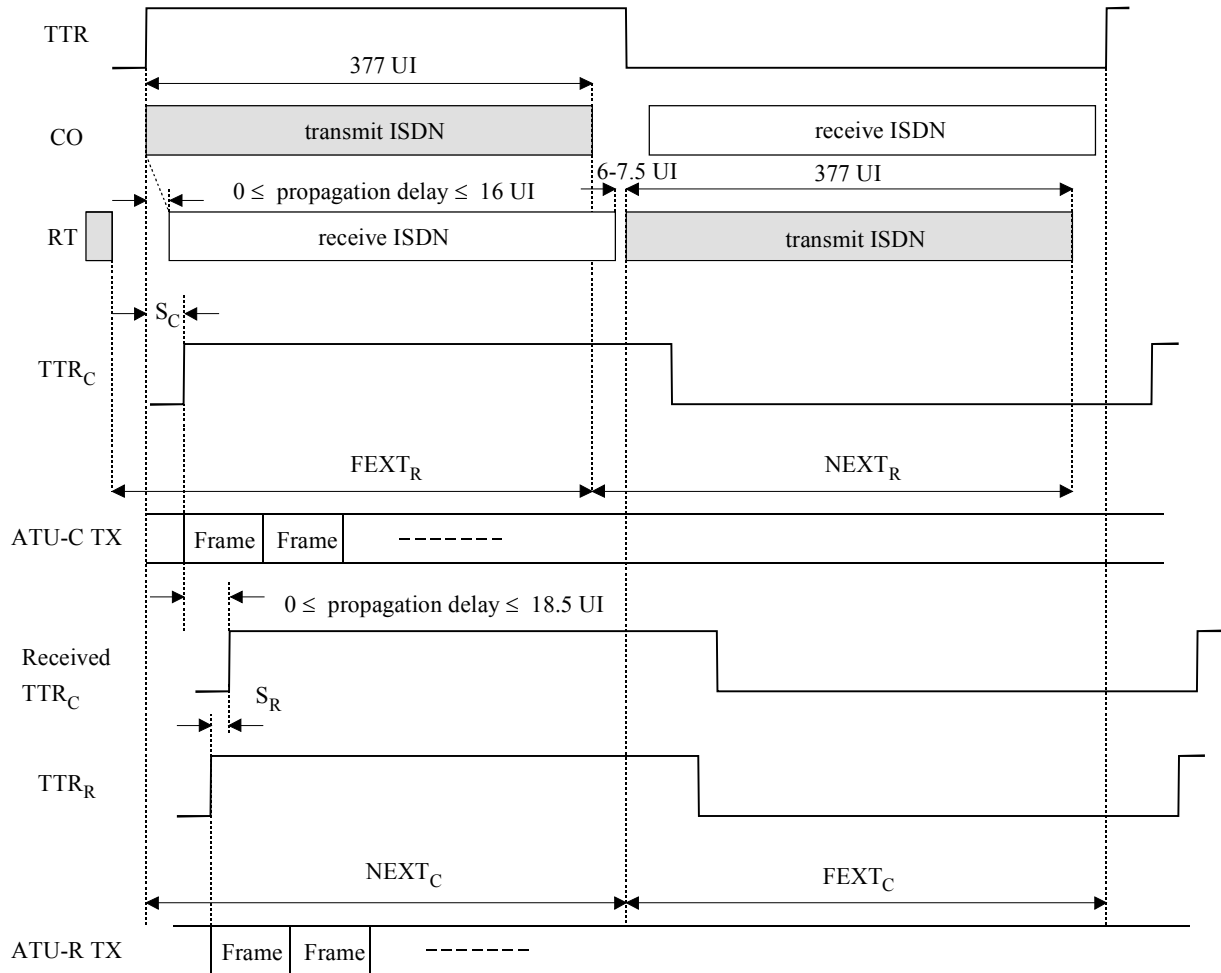 TTR
377 UI
CO
transmit ISDN
receive ISDN
6-7.5 UI
377 UI
0 ≤ propagation delay ≤ 16 UI
RT
receive ISDN
transmit ISDN
S_C
TTR_C
FEXT_R
NEXT_R
ATU-C TX
Frame
Frame
0 ≤ propagation delay ≤ 18.5 UI
Received
TTR_C
S_R
TTR_R
NEXT_C
FEXT_C
ATU-R TX
Frame
Frame